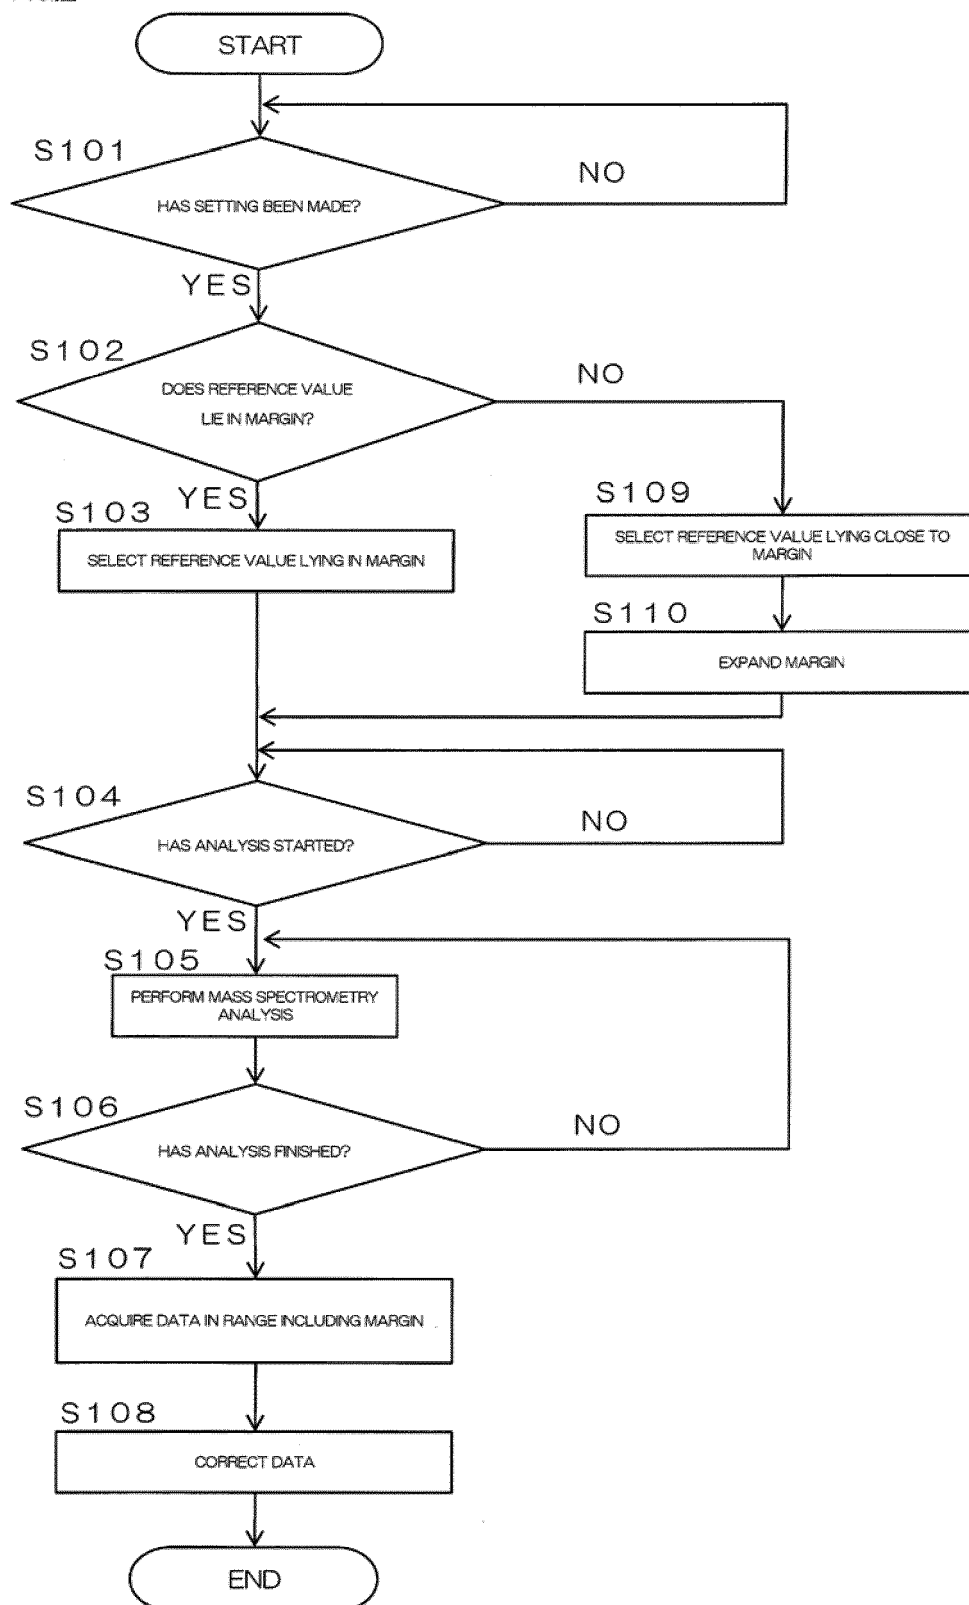 START
S101
NO
HAS SETTING BEEN MADE?
YES
S102
NO
DOES REFERENCE VALUE
LIE IN MARGIN?
YES
S103
S109
SELECT REFERENCE VALUE LYING IN MARGIN
SELECT REFERENCE VALUE LYING CLOSE TO
MARGIN
S110
EXPAND MARGIN
S104
NO
HAS ANALYSIS STARTED?
YES
S105
PERFORM MASS SPECTROMETRY
ANALYSIS
S106
NO
HAS ANALYSIS FINISHED?
YES
S107
ACQUIRE DATA IN RANGE INCLUDING MARGIN
S108
CORRECT DATA
END